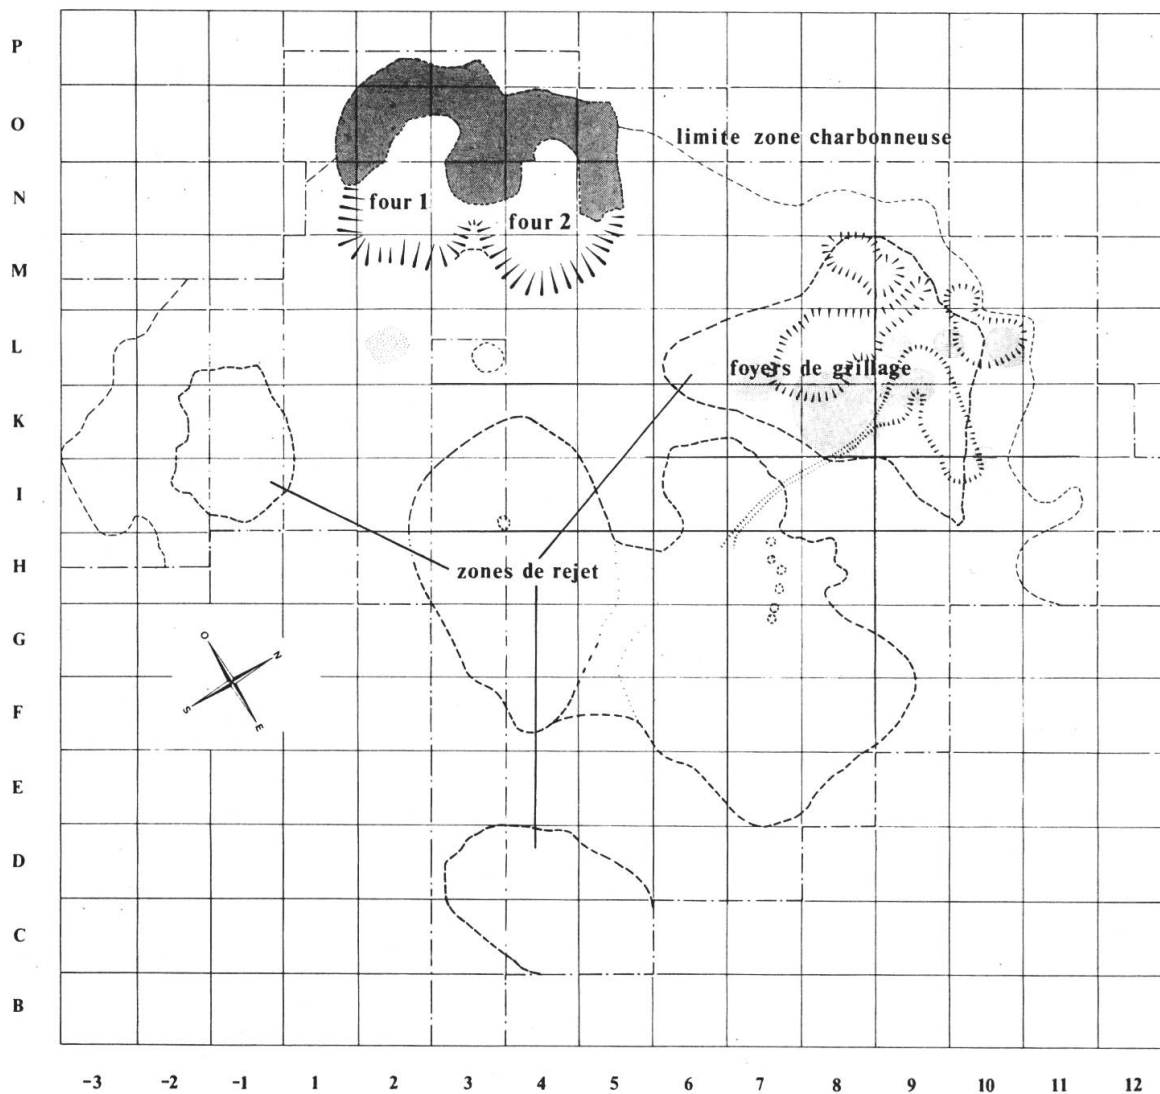 P
O
limite zone charbonneuse
N
four 1
four 2
M
L
foyers de grillage
K
I
H
zones de rejet
G
O
N
S
E
F
E
D
C
B
-3 -2 -1 1 2 3 4 5 6 7 8 9 10 11 12